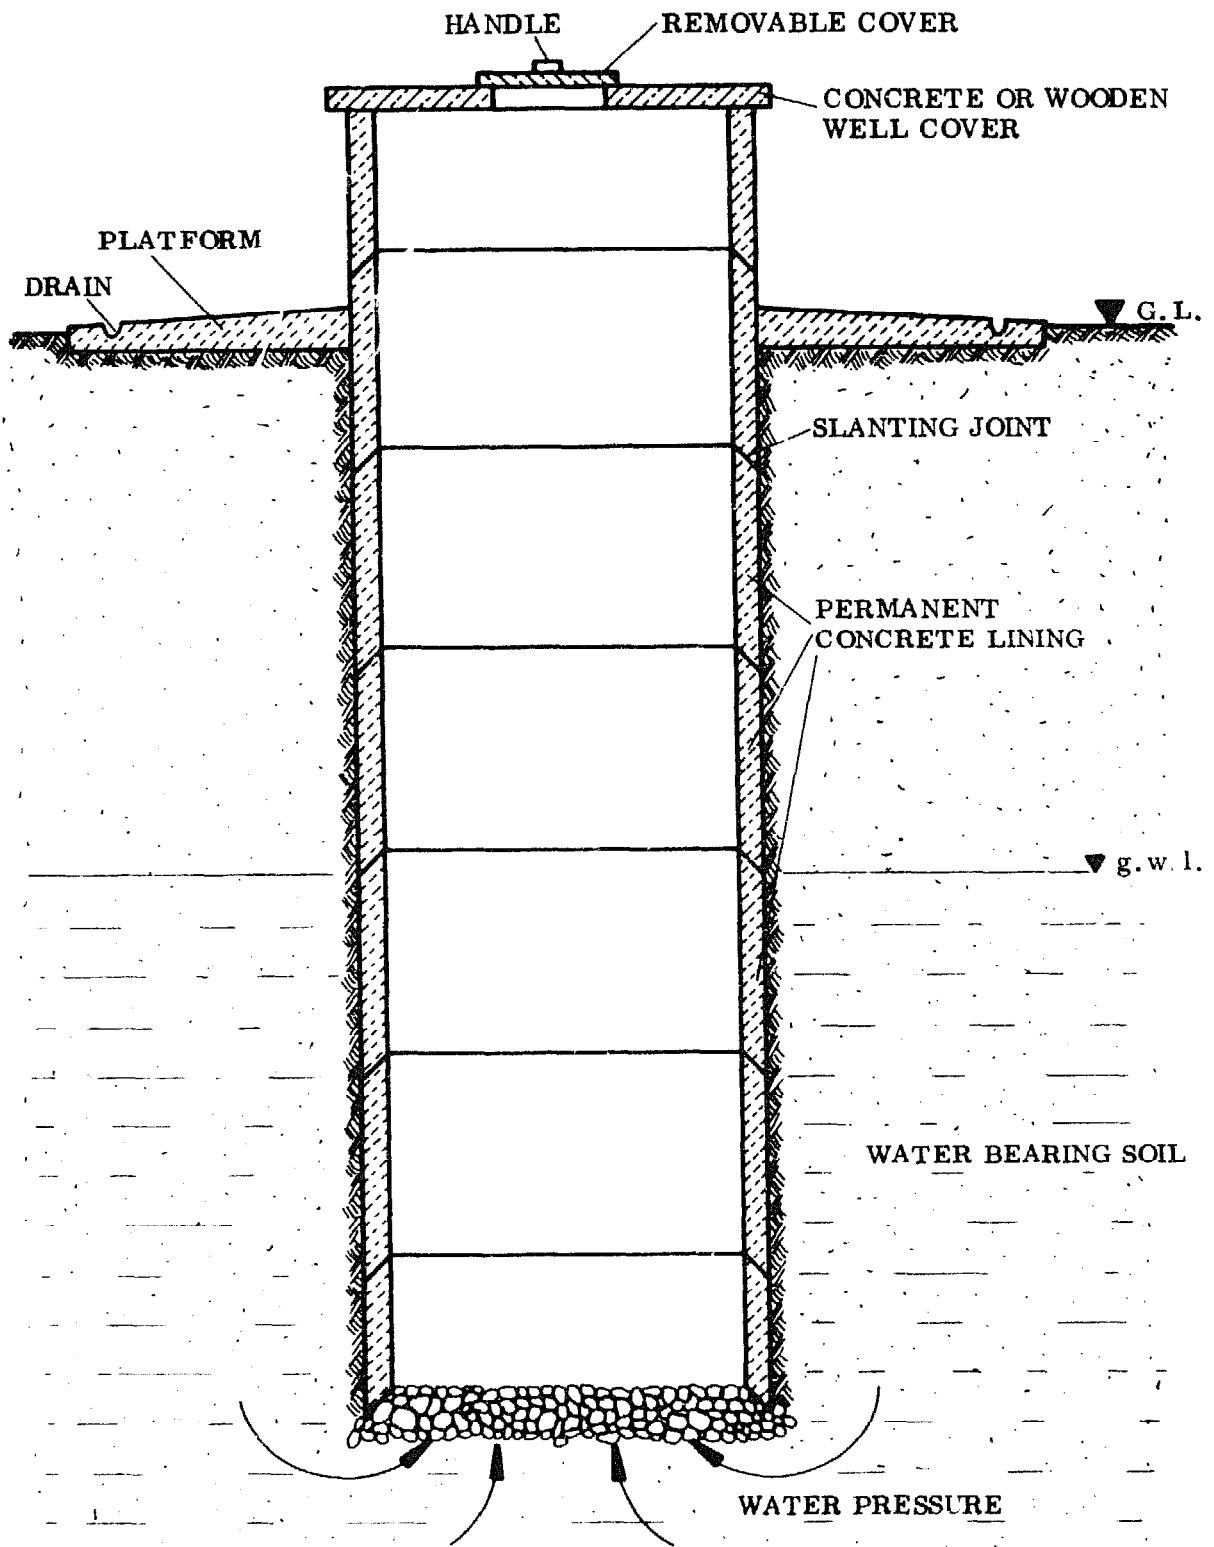 HANDLE
REMOVABLE COVER
CONCRETE OR WOODEN
WELL COVER
PLATFORM
DRAIN
G.L.
SLANTING JOINT
PERMANENT
CONCRETE LINING
g.w.l.
WATER BEARING SOIL
WATER PRESSURE